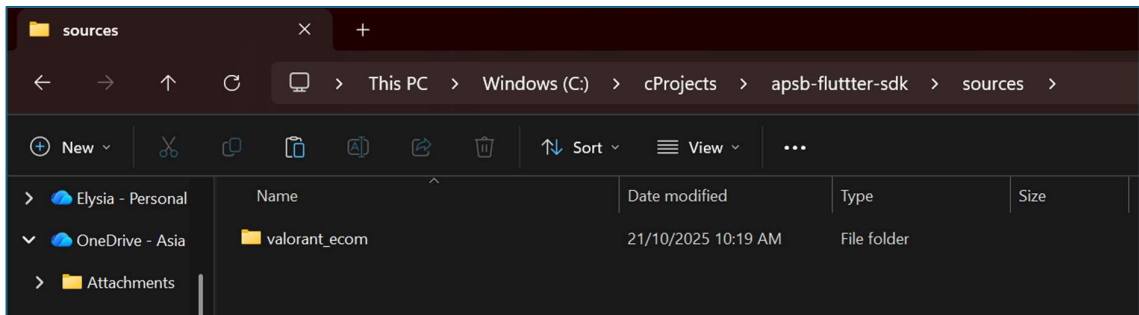 sources
This PC > Windows (C:) > cProjects > apsb-fluttter-sdk > sources >
New Sort View ...
Elysia - Personal
OneDrive - Asia
Attachments
Name Date modified Type Size
valorant_ecom 21/10/2025 10:19 AM File folder